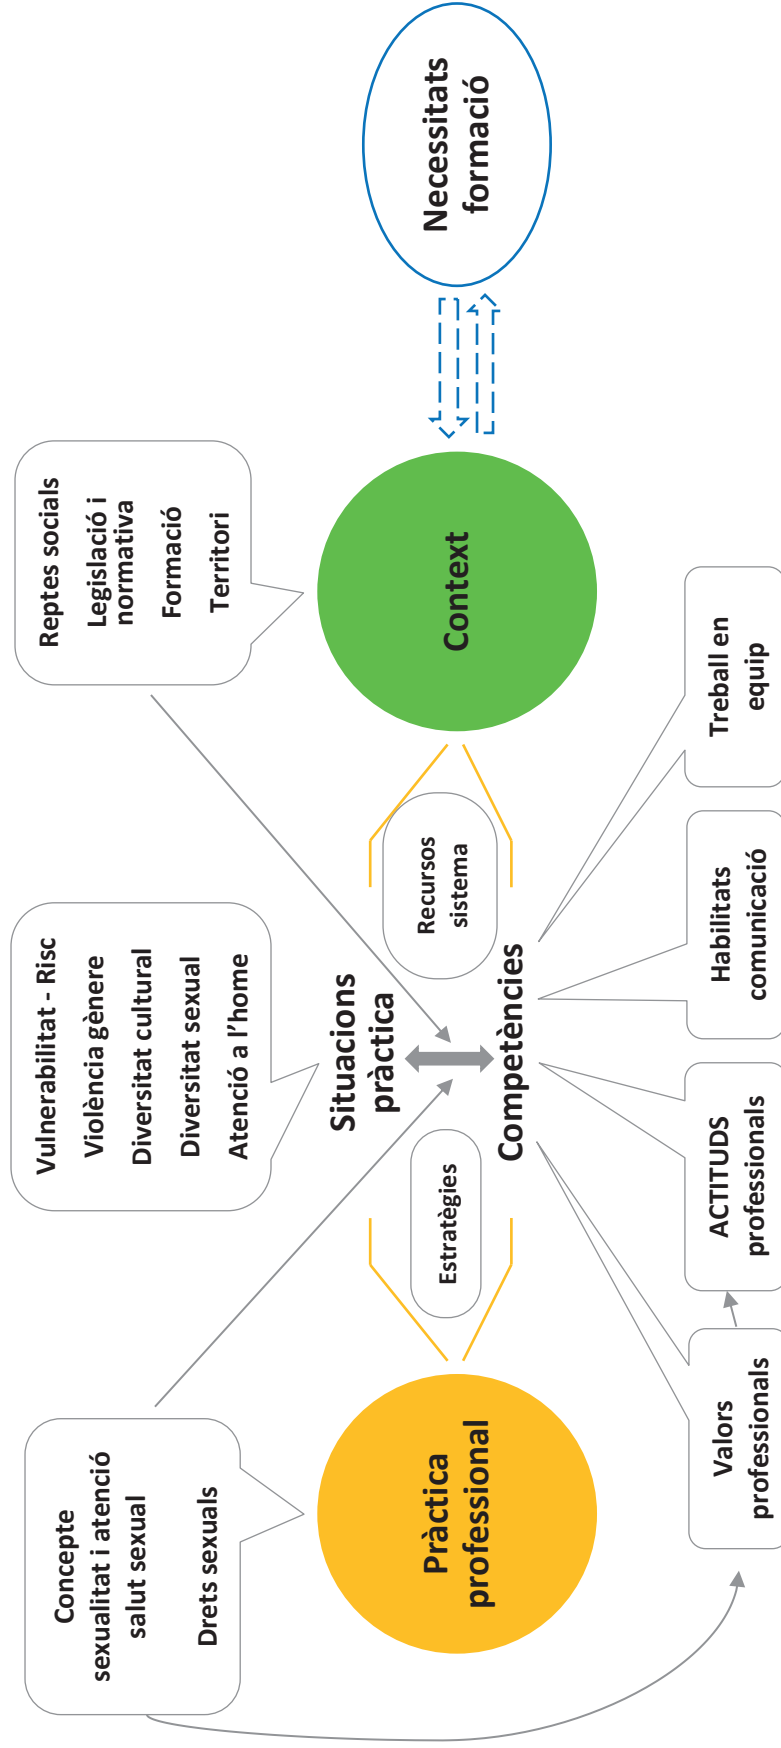 Concepte
sexualitat i atenció
salut sexual
Drets sexuals
Vulnerabilitat - Risc
Violència gènere
Diversitat cultural
Diversitat sexual
Atenció a l’home
Reptes socials
Legislació i
normativa
Formació
Territori
Pràctica
professional
Estratègies
Situacions
pràctica
Competències
Recursos
sistema
Context
Necessitats
formació
Valors
professionals
ACTITUDS
professionals
Habilitats
comunicació
Treball en
equip